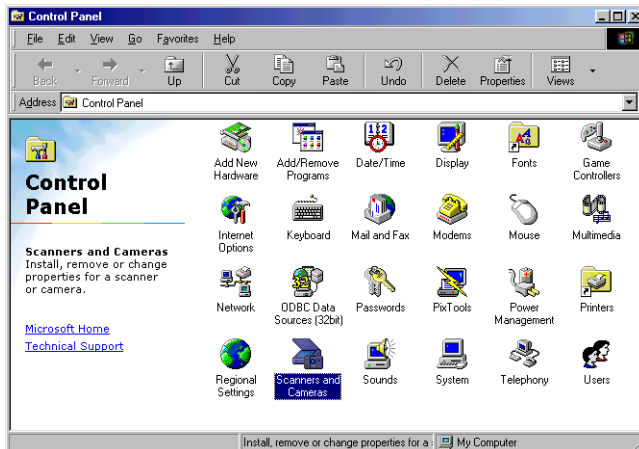 Control Panel
File Edit View Go Favorites Help
Back Forward Up Cut Copy Paste Undo Delete Properties Views
Address Control Panel
Control
Panel
Scanners and Cameras
Install, remove or change
properties for a scanner
or camera.
Microsoft Home
Technical Support
Add New
Hardware
Add/Remove
Programs
Date/Time
Display
Fonts
Game
Controllers
Internet
Options
Keyboard
Mail and Fax
Modems
Mouse
Multimedia
Network
ODBC Data
Sources (32bit)
Passwords
PixTools
Power
Management
Printers
Regional
Settings
Scanners and
Cameras
Sounds
System
Telephony
Users
Install, remove or change properties for a
My Computer